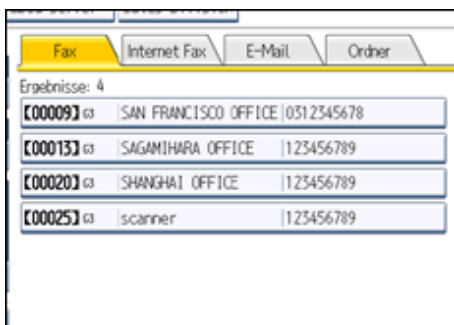 Fax Internet Fax E-Mail Ordner
Ergebnisse: 4
[00009] G3 SAN FRANCISCO OFFICE 0312345678
[00013] G3 SAGAMIHARA OFFICE 123456789
[00020] G3 SHANGHAI OFFICE 123456789
[00025] G3 scanner 123456789